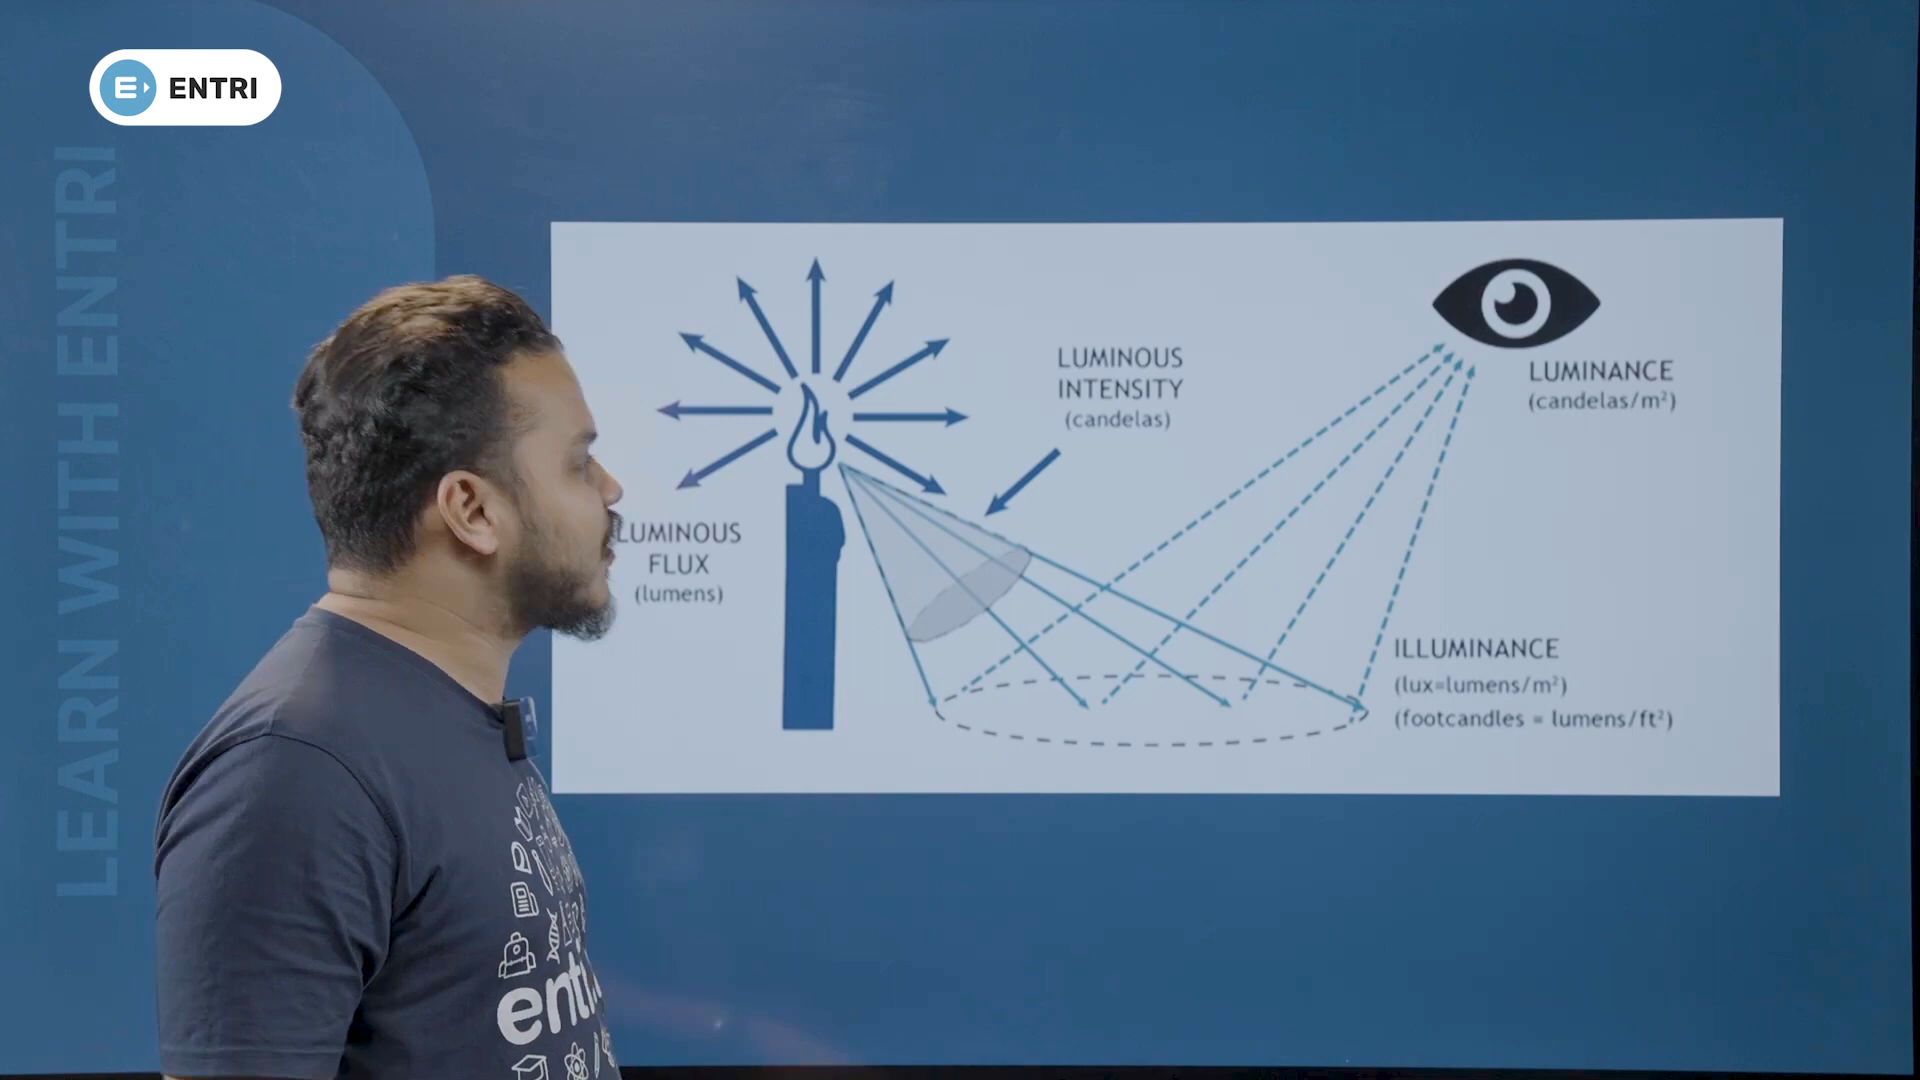 ENTRI
LEARN WITH ENTRI
LUMINOUS
INTENSITY
(candelas)
LUMINANCE
(candelas/m²)
LUMINOUS
FLUX
(lumens)
ILLUMINANCE
(lux=lumens/m²)
(footcandles = lumens/ft²)